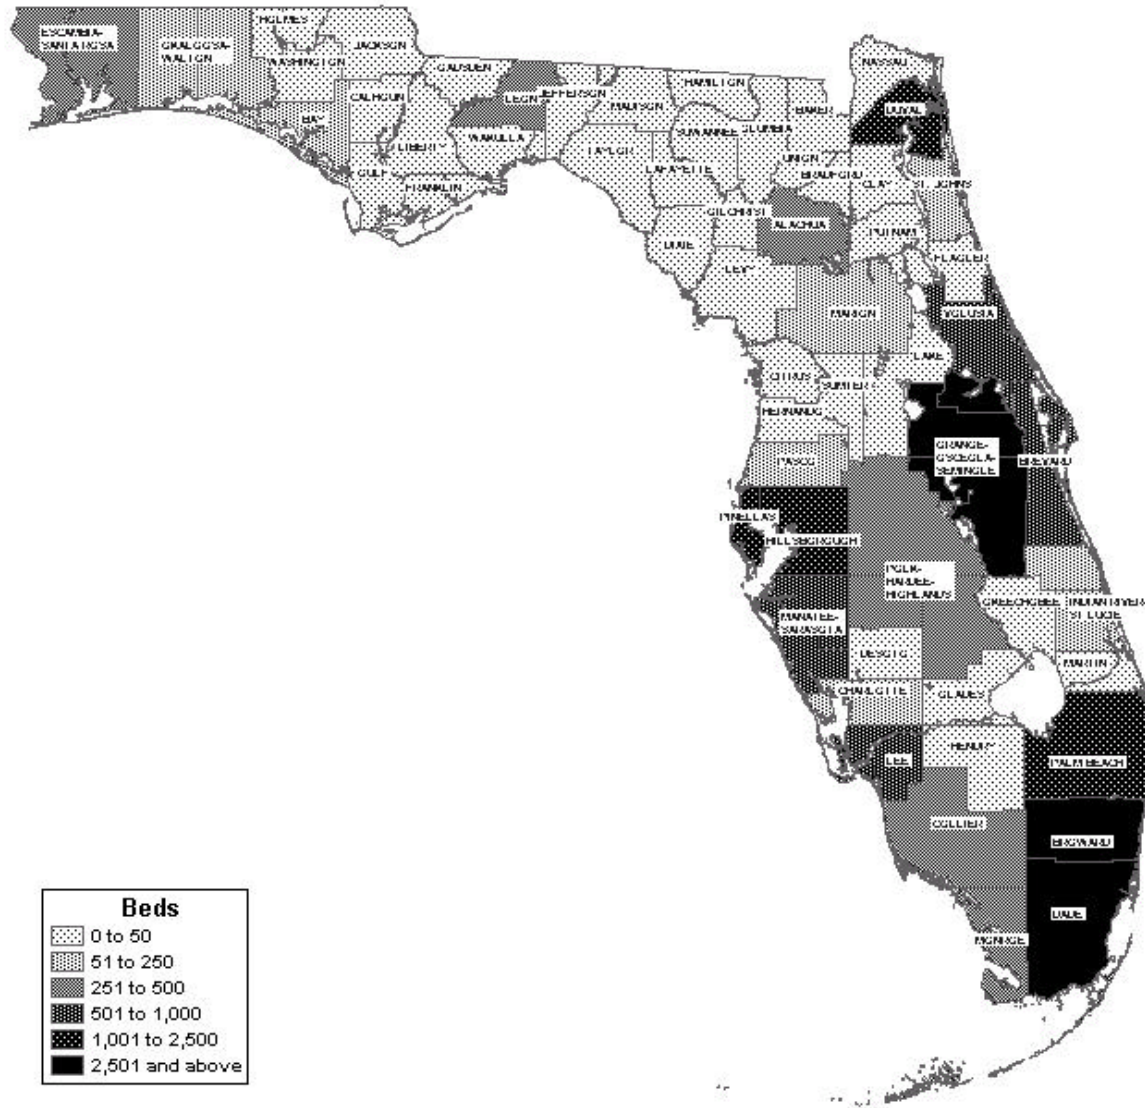 HOLMES
ESCAMBIA-
SANTA ROSA
OKALOOSA-
WALTON
JACKSON
WASHINGTON
NASSAU
GADSDEN
LEON
JEFFERSON
HAMILTON
MADISON
CALHOUN
BAY
BAKER
DUVAL
COLUMBIA
SUWANNEE
WAKULLA
LIBERTY
TAYLOR
UNION
LAFAYETTE
BRADFORD
GULF
FRANKLIN
CLAY
ST. JOHNS
GILCHRIST
ALACHUA
PUTNAM
DIXIE
FLAGLER
LEVY
MARION
VOLUSIA
LAKE
CITRUS
SUMTER
HERNANDO
ORANGE-
OSCEOLA-
SEMINOLE
PASCO
BREVARD
PINELLAS
HILLSBOROUGH
POLK-
HARDEE-
HIGHLANDS
OKEECHOBEE
INDIAN RIVER
ST. LUCIE
MANATEE-
SARASOTA
DESOTO
MARTIN
CHARLOTTE
GLADES
HENDRY
LEE
PALM BEACH
COLLIER
BROWARD
DADE
MONROE
Beds
0 to 50
51 to 250
251 to 500
501 to 1,000
1,001 to 2,500
2,501 and above